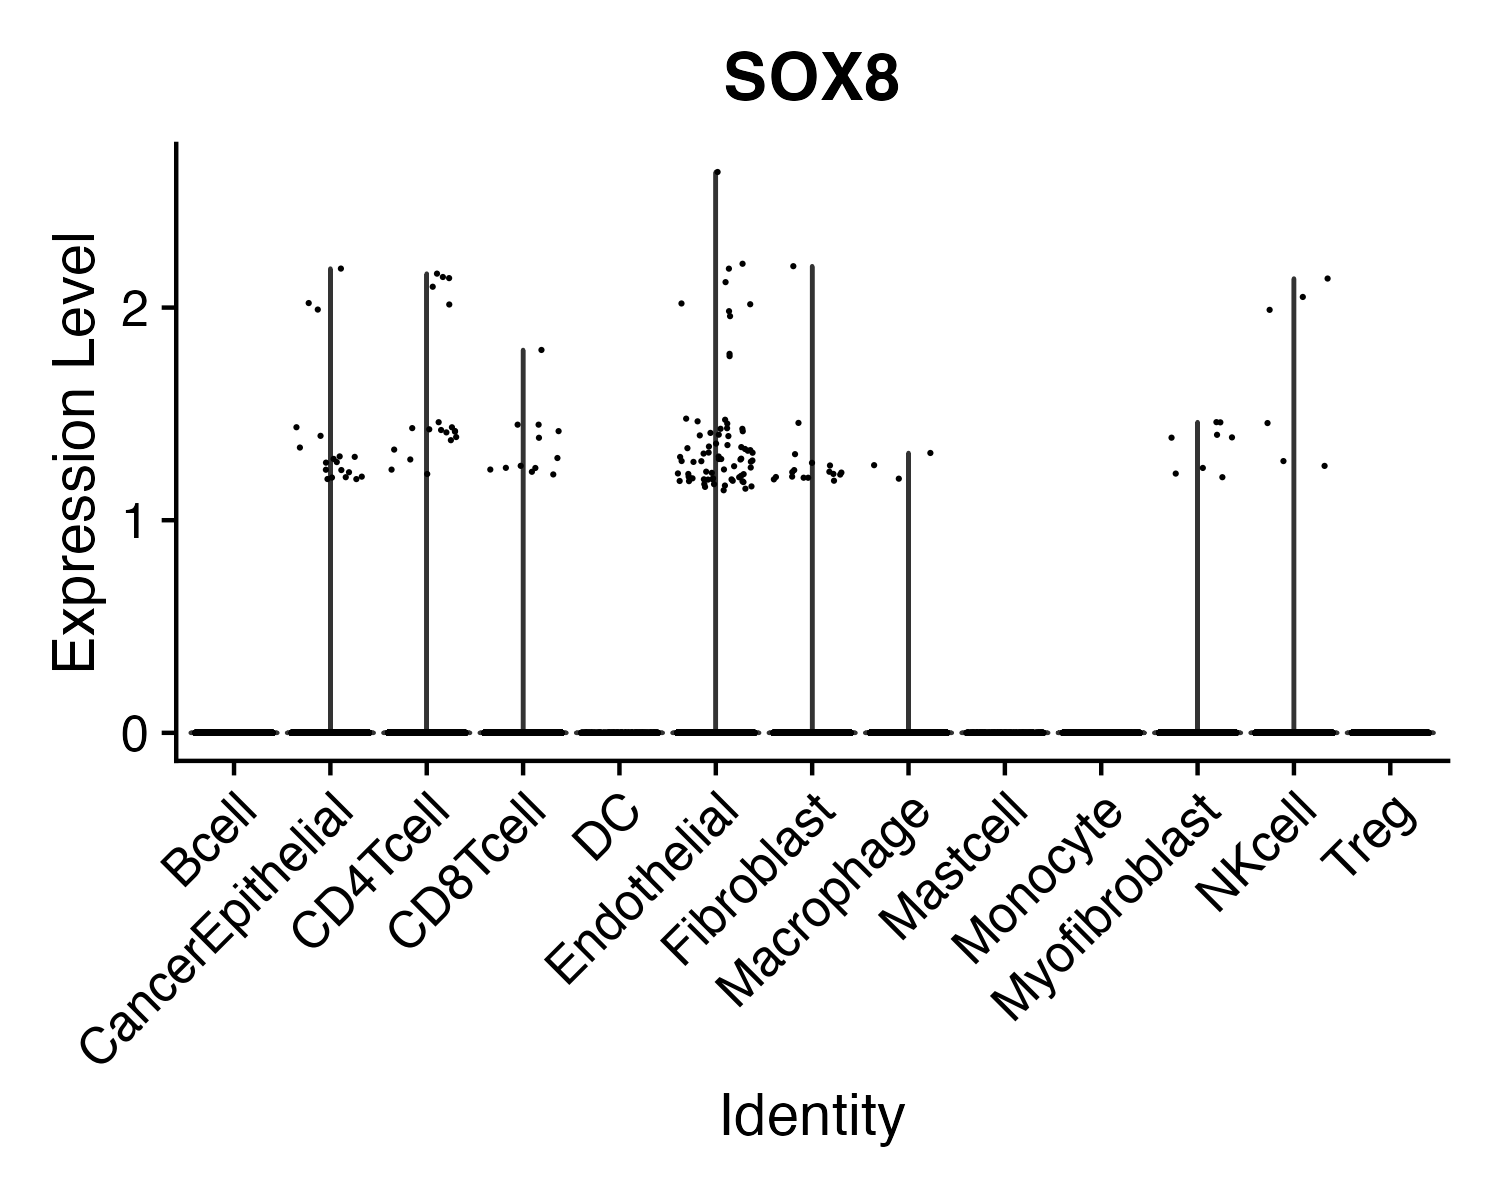 SOX8
Expression Level
2
1
0
Bcell
CancerEpithelial
CD4Tcell
CD8Tcell
DC
Endothelial
Fibroblast
Macrophage
Mastcell
Monocyte
Myofibroblast
NKcell
Treg
Identity